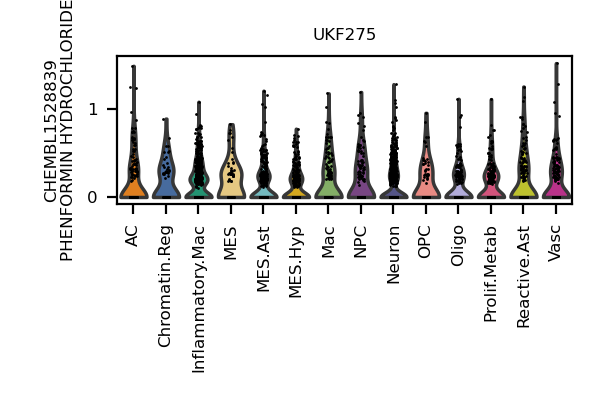 UKF275
CHEMBL1528839
PHENFORMIN HYDROCHLORIDE
1
0
AC
Chromatin.Reg
Inflammatory.Mac
MES
MES.Ast
MES.Hyp
Mac
NPC
Neuron
OPC
Oligo
Prolif.Metab
Reactive.Ast
Vasc